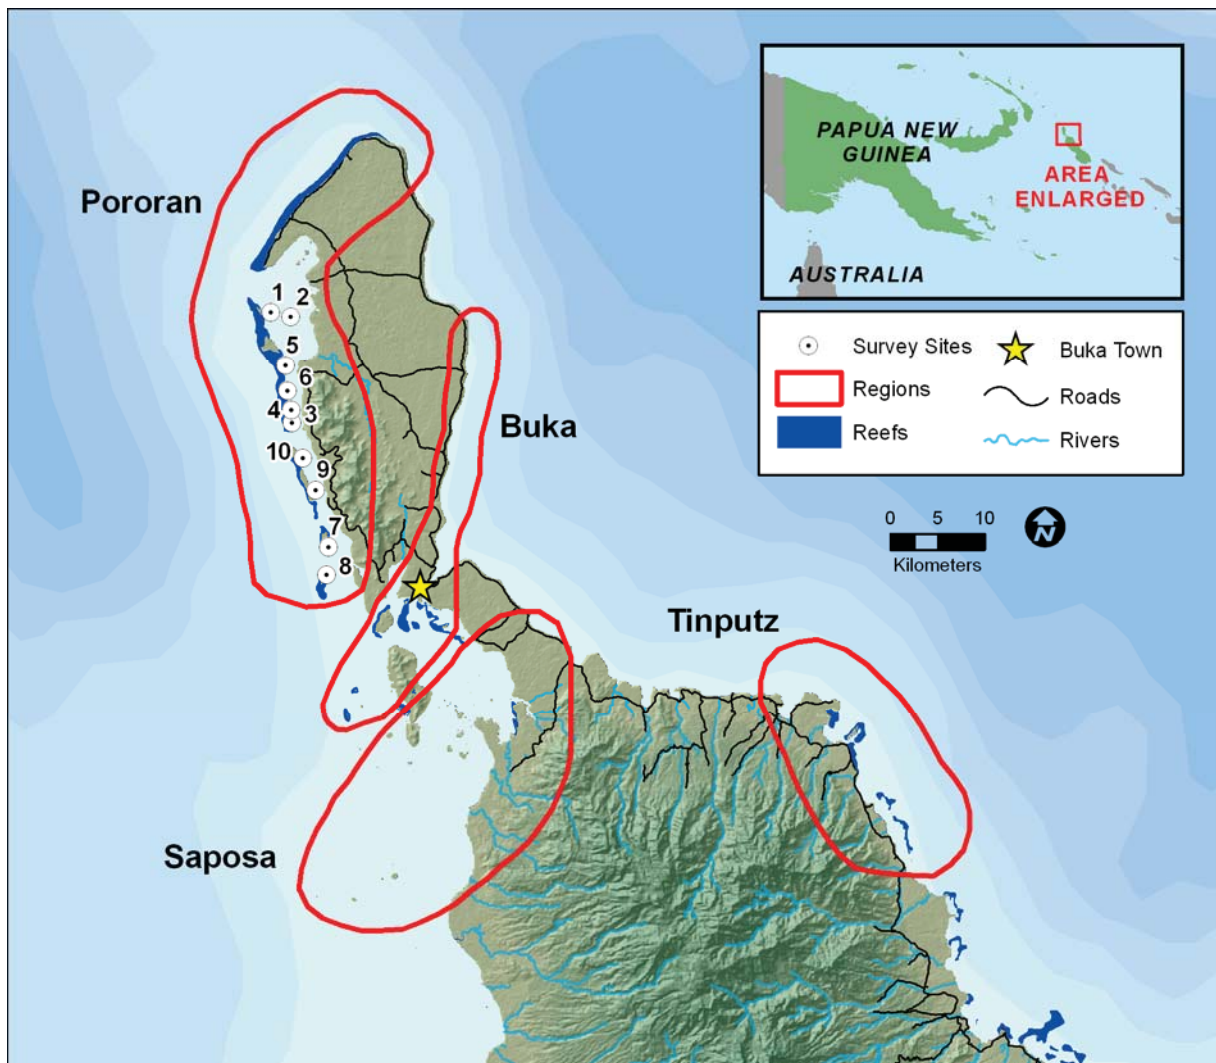 PAPUA NEW
GUINEA
AREA
ENLARGED
AUSTRALIA
Pororan
1
2
5
6
4
3
10
9
7
8
Buka
Survey Sites
Buka Town
Regions
Roads
Reefs
Rivers
0 5 10
Kilometers
N
Tinputz
Saposa